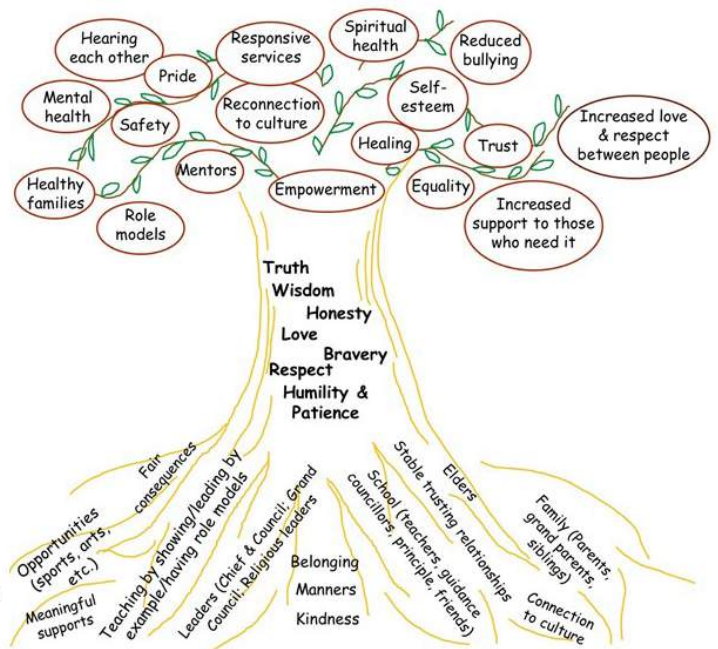 Hearing
each other
Pride
Responsive
services
Spiritual
health
Reduced
bullying
Mental
health
Safety
Reconnection
to culture
Self-
esteem
Healing
Trust
Increased love
& respect
between people
Healthy
families
Mentors
Empowerment
Equality
Role
models
Increased
support to those
who need it
Truth
Wisdom
Honesty
Love
Bravery
Respect
Humility &
Patience
Fair
consequences
Opportunities
(sports, arts,
etc.)
Meaningful
supports
Teaching by showing/leading by
example/having role models
Leaders (Chief & Council; Grand
Council; Religious leaders
Belonging
Manners
Kindness
School (teachers, guidance
councillors, principle, friends)
Stable trusting relationships
Elders
Family (Parents,
grand parents,
siblings)
Connection
to culture